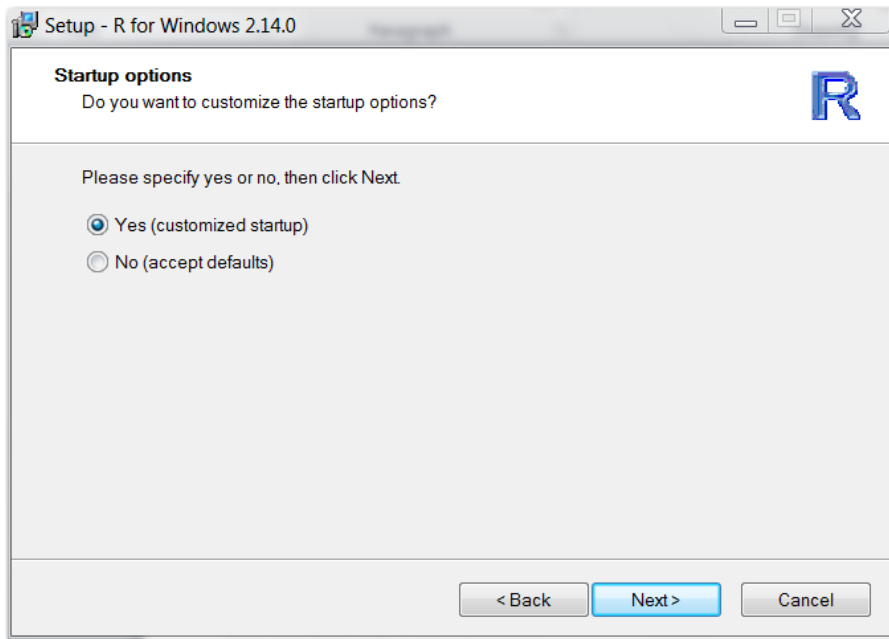 Setup - R for Windows 2.14.0
Startup options
Do you want to customize the startup options?
R
Please specify yes or no, then click Next.
Yes (customized startup)
No (accept defaults)
< Back
Next >
Cancel